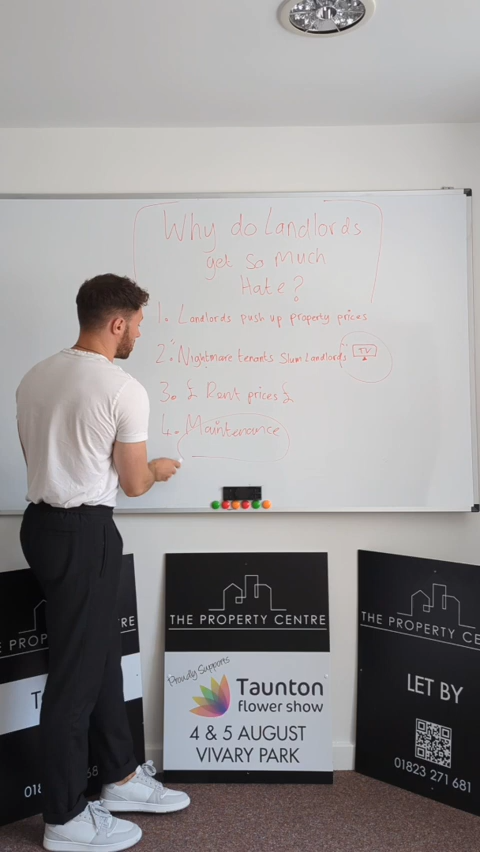 Why do Landlords
get so much
Hate?
1. Landlords push up property prices
2. Nightmare tenants Slum Landlords TV
3. £ Rent prices £
4. Maintenance
THE PROPERTY CENTRE
Proudly Supports
Taunton
flower show
4 & 5 AUGUST
VIVARY PARK
THE PROPERTY CENTRE
LET BY
01823 271 681